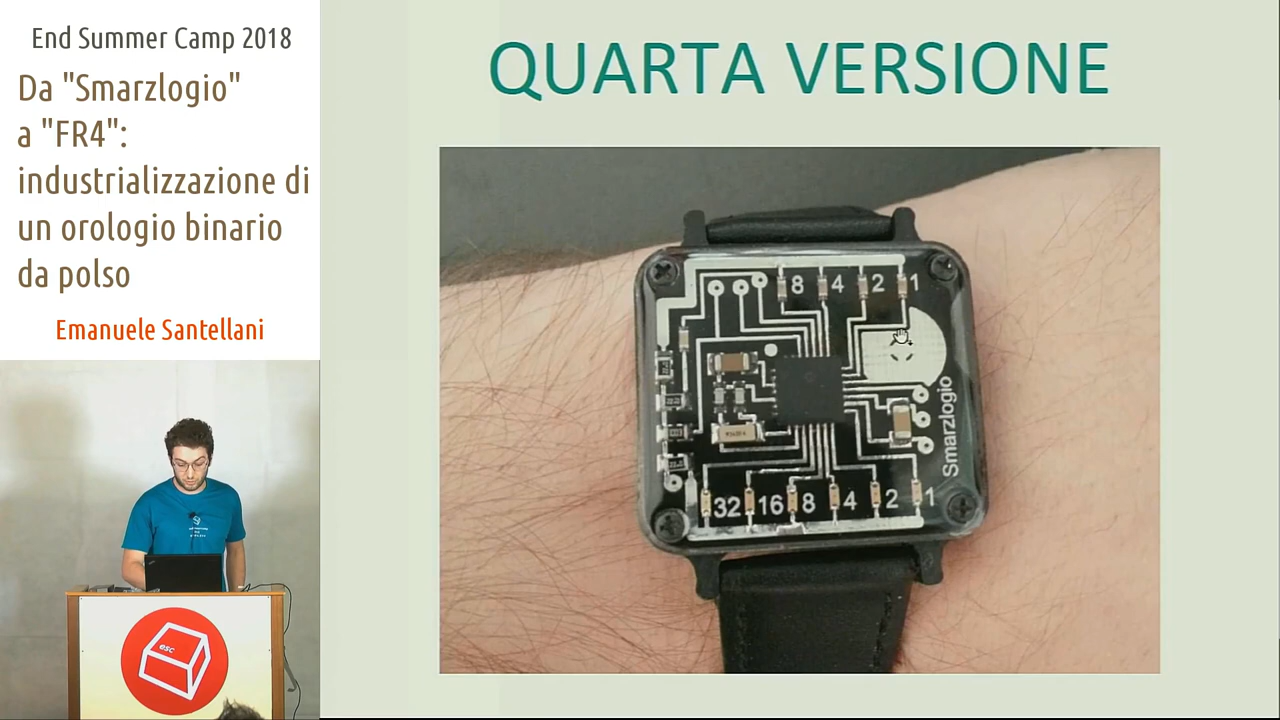 End Summer Camp 2018
Da "Smarzlogio"
a "FR4":
industrializzazione di
un orologio binario
da polso
Emanuele Santellani
QUARTA VERSIONE
8 4 2 1
Smarzlogio
32 16 8 4 2 1
esc